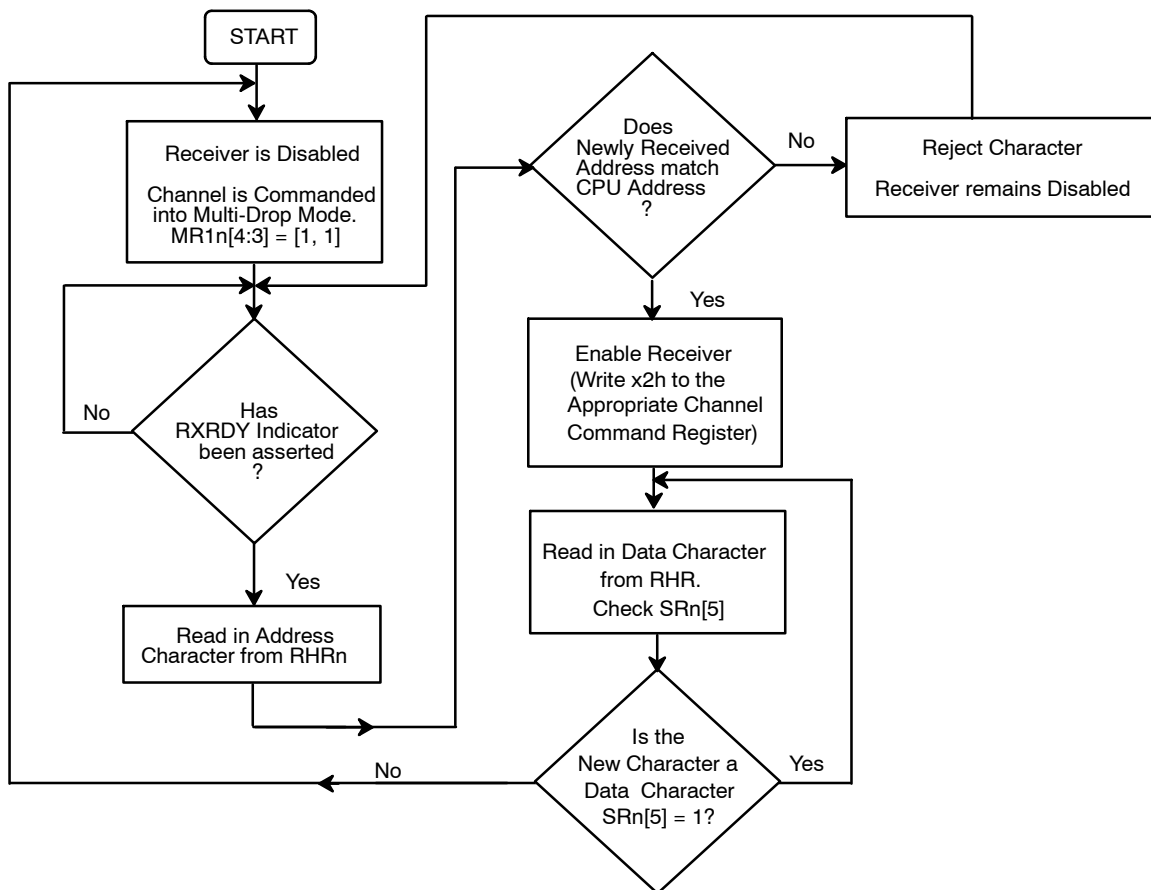 START
Receiver is Disabled
Channel is Commanded
into Multi-Drop Mode.
MR1n[4:3] = [1, 1]
No
Has
RXRDY Indicator
been asserted
?
Yes
Read in Address
Character from RHRn
Does
Newly Received
Address match
CPU Address
?
No
Reject Character
Receiver remains Disabled
Yes
Enable Receiver
(Write x2h to the
Appropriate Channel
Command Register)
Read in Data Character
from RHR.
Check SRn[5]
Is the
New Character a
Data Character
SRn[5] = 1?
Yes
No